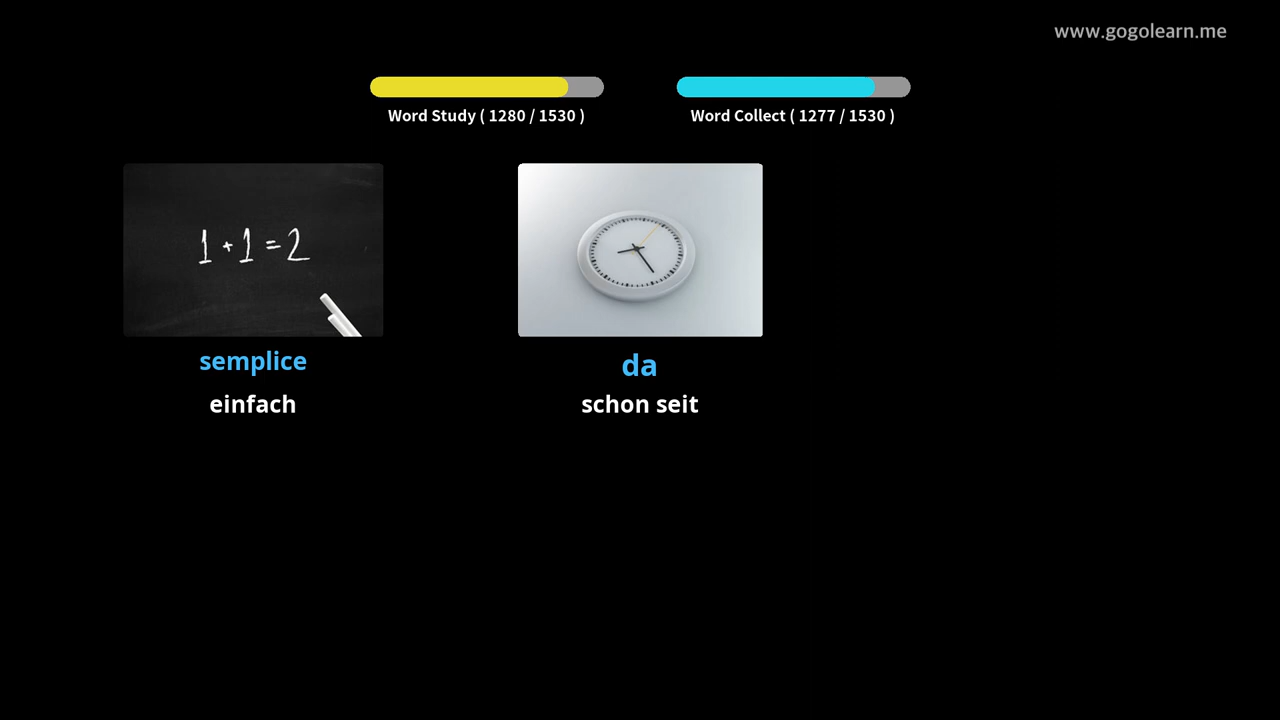 www.gogolearn.me
Word Study ( 1280 / 1530 )
Word Collect ( 1277 / 1530 )
1 + 1 = 2
semplice
einfach
da
schon seit